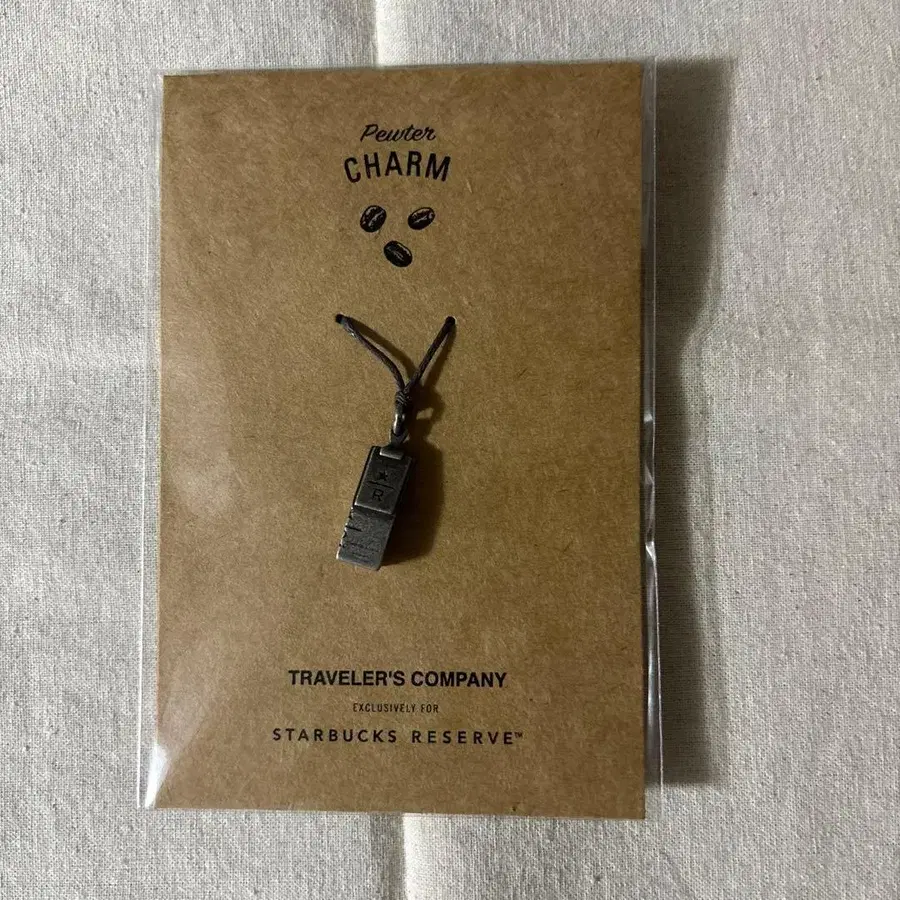 Pewter
CHARM
R
TRAVELER'S COMPANY
EXCLUSIVELY FOR
STARBUCKS RESERVE™